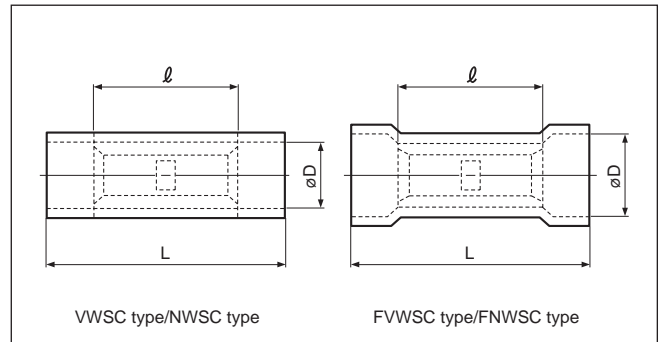 ℓ
ℓ
øD
øD
L
L
VWSC type/NWSC type
FVWSC type/FNWSC type